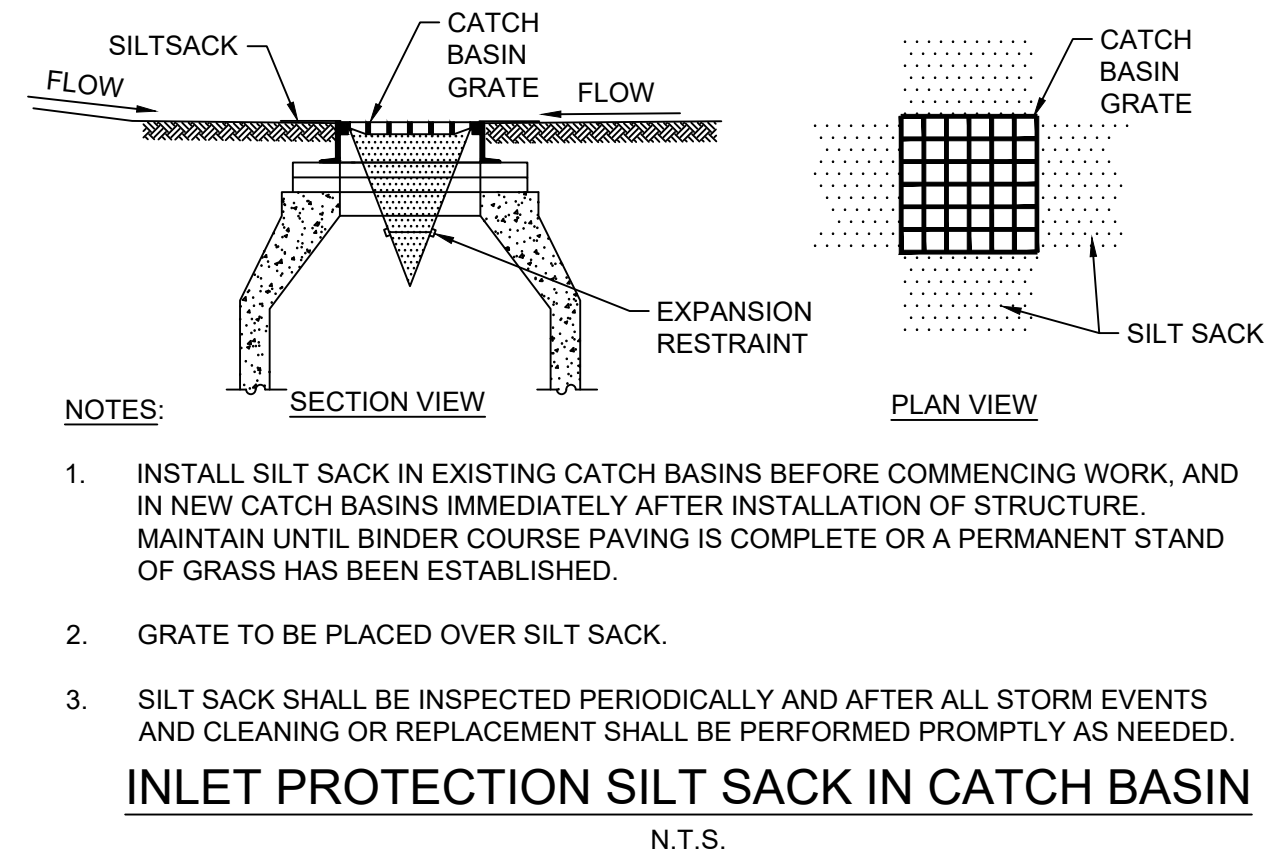 SILTSACK
CATCH
BASIN
GRATE
FLOW
FLOW
EXPANSION
RESTRAINT
SECTION VIEW
CATCH
BASIN
GRATE
SILT SACK
PLAN VIEW
NOTES:
1. INSTALL SILT SACK IN EXISTING CATCH BASINS BEFORE COMMENCING WORK, AND
IN NEW CATCH BASINS IMMEDIATELY AFTER INSTALLATION OF STRUCTURE.
MAINTAIN UNTIL BINDER COURSE PAVING IS COMPLETE OR A PERMANENT STAND
OF GRASS HAS BEEN ESTABLISHED.
2. GRATE TO BE PLACED OVER SILT SACK.
3. SILT SACK SHALL BE INSPECTED PERIODICALLY AND AFTER ALL STORM EVENTS
AND CLEANING OR REPLACEMENT SHALL BE PERFORMED PROMPTLY AS NEEDED.
INLET PROTECTION SILT SACK IN CATCH BASIN
N.T.S.